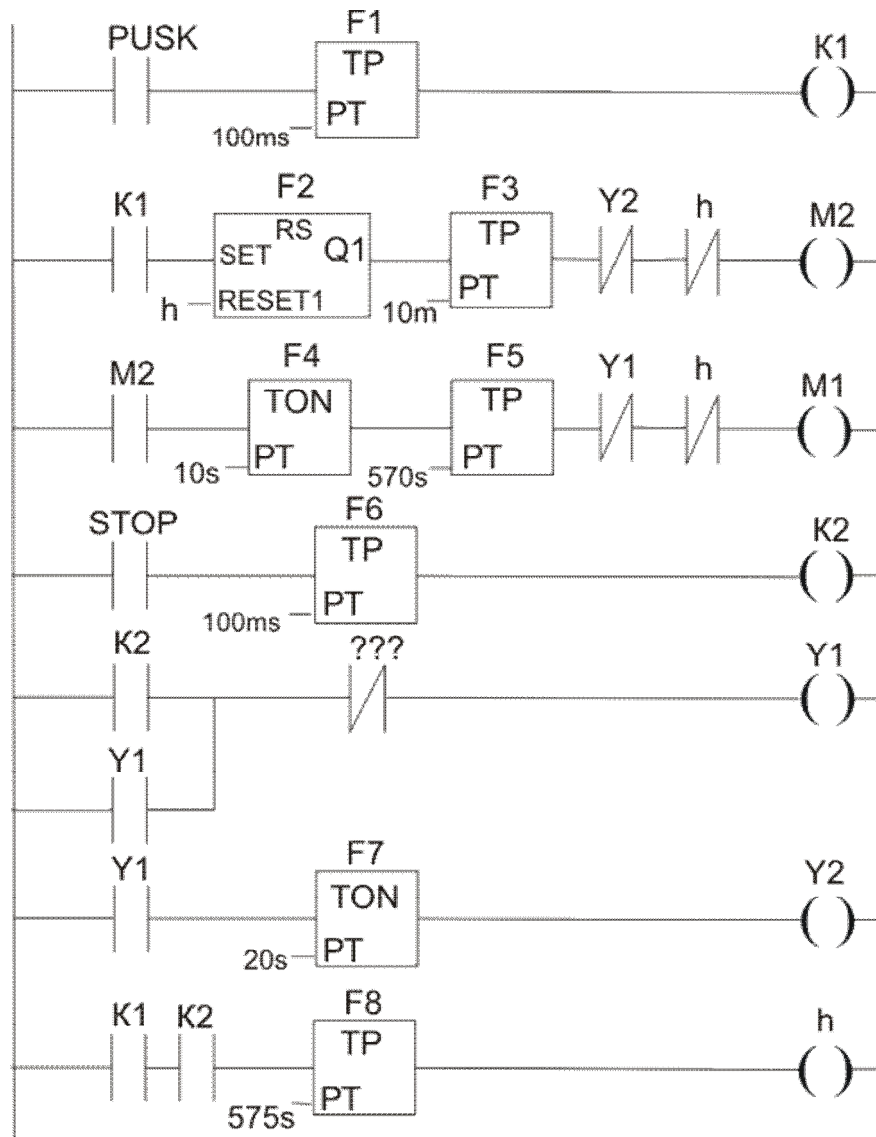 F1
PUSK
TP
K1
PT
100ms
F2
F3
K1
RS
Y2
h
M2
SET
Q1
TP
h
RESET1
10m
PT
F4
F5
M2
TON
TP
Y1
h
M1
10s
PT
570s
PT
F6
STOP
TP
K2
100ms
PT
K2
???
Y1
Y1
F7
Y1
TON
Y2
20s
PT
F8
K1
K2
TP
h
575s
PT